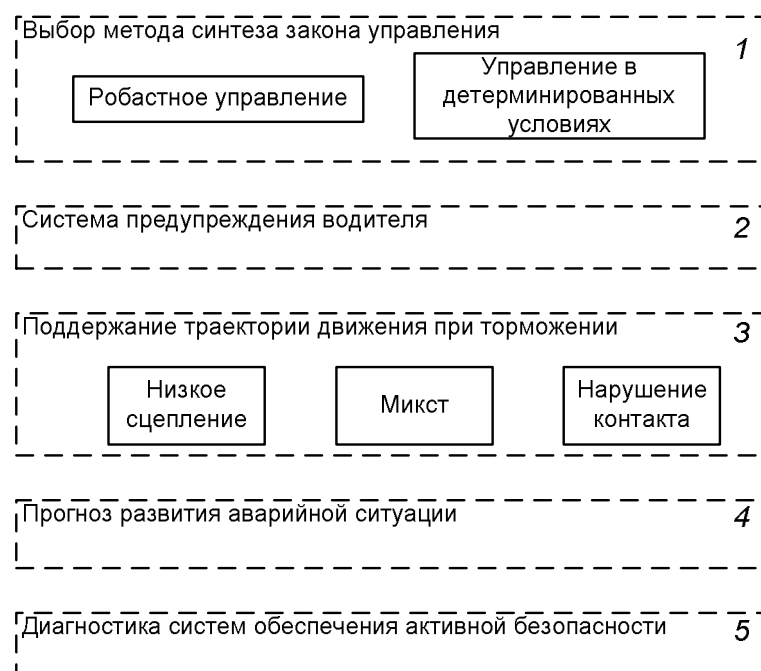 Выбор метода синтеза закона управления
1
Робастное управление
Управление в
детерминированных
условиях
Система предупреждения водителя
2
Поддержание траектории движения при торможении
3
Низкое
сцепление
Микст
Нарушение
контакта
Прогноз развития аварийной ситуации
4
Диагностика систем обеспечения активной безопасности
5